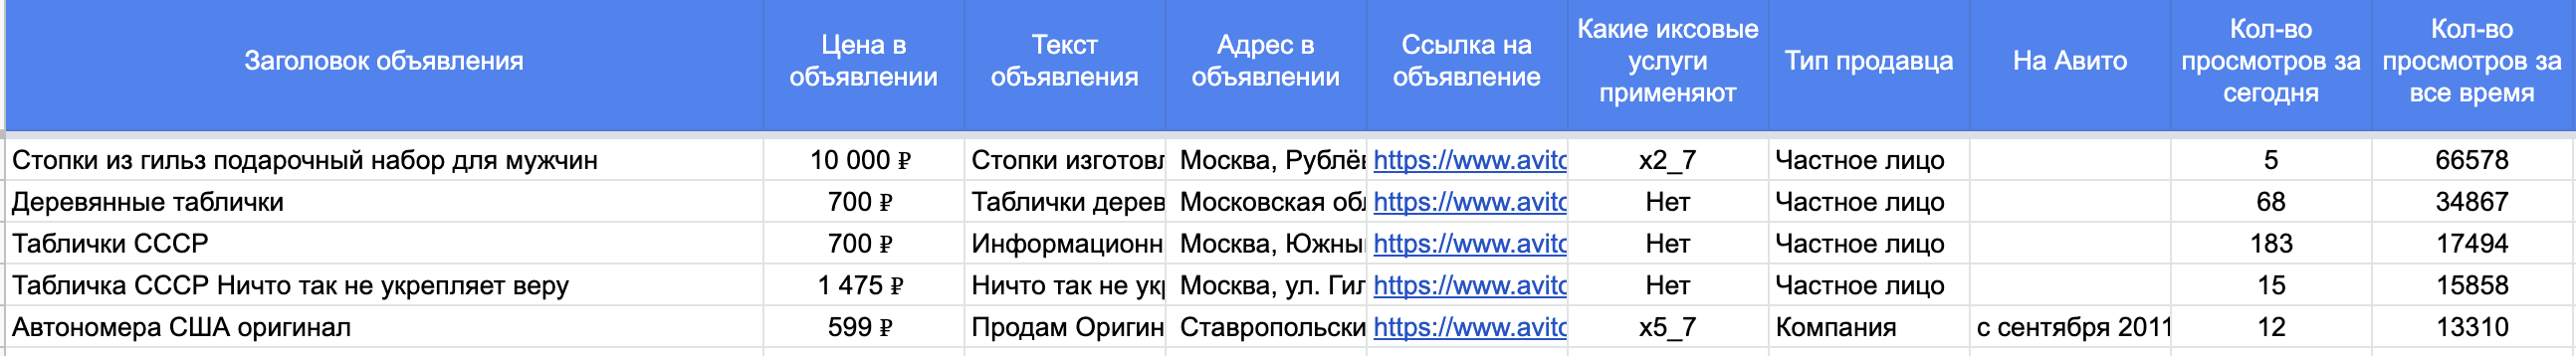 Заголовок объявления Цена в объявлении Текст объявления Адрес в объявлении Ссылка на объявление Какие иксовые услуги применяют Тип продавца На Авито Кол-во просмотров за сегодня Кол-во просмотров за все время
Стопки из гильз подарочный набор для мужчин 10 000 ₽ Стопки изготовл Москва, Рублёв https://www.avito x2_7 Частное лицо 5 66578
Деревянные таблички 700 ₽ Таблички дерев Московская обл https://www.avito Нет Частное лицо 68 34867
Таблички СССР 700 ₽ Информационн Москва, Южны https://www.avito Нет Частное лицо 183 17494
Табличка СССР Ничто так не укрепляет веру 1 475 ₽ Ничто так не укр Москва, ул. Гил https://www.avito Нет Частное лицо 15 15858
Автономера США оригинал 599 ₽ Продам Оригин Ставропольски https://www.avito x5_7 Компания с сентября 2011 12 13310